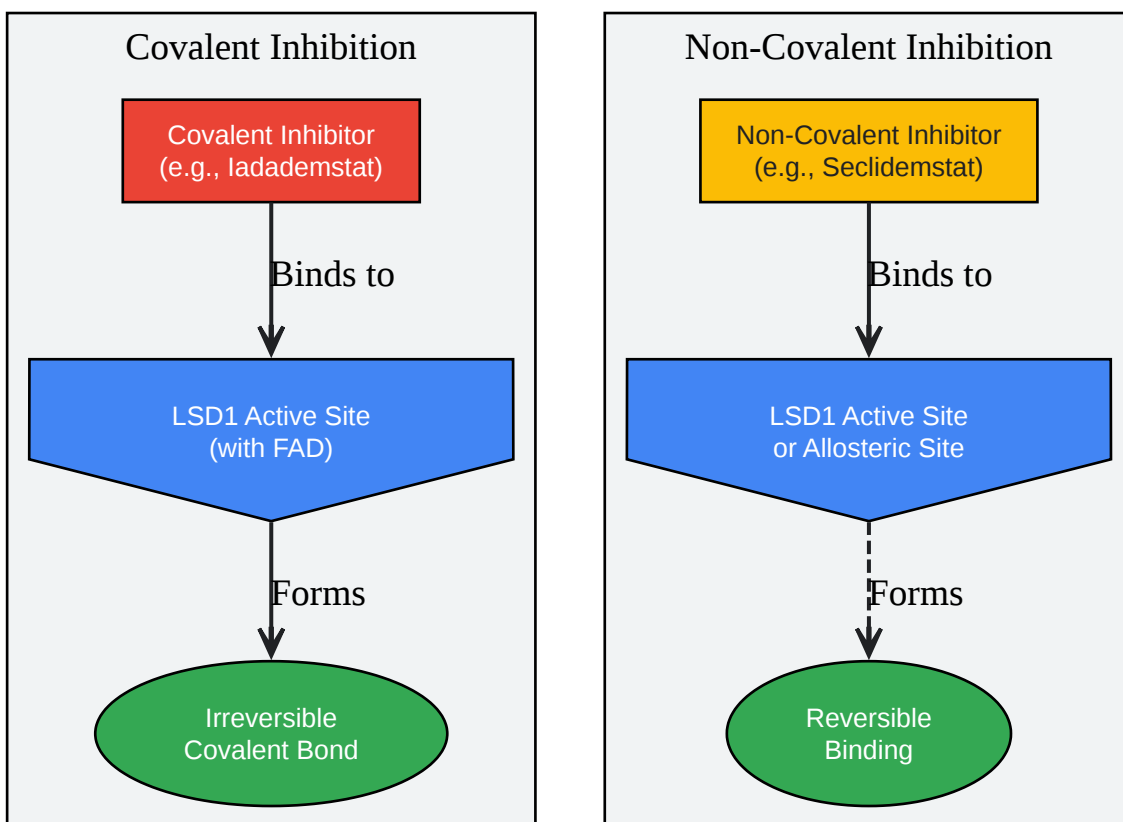 Covalent Inhibition
Covalent Inhibitor
(e.g., Iadademstat)
Binds to
LSD1 Active Site
(with FAD)
Forms
Irreversible
Covalent Bond
Non-Covalent Inhibition
Non-Covalent Inhibitor
(e.g., Seclidemstat)
Binds to
LSD1 Active Site
or Allosteric Site
Forms
Reversible
Binding